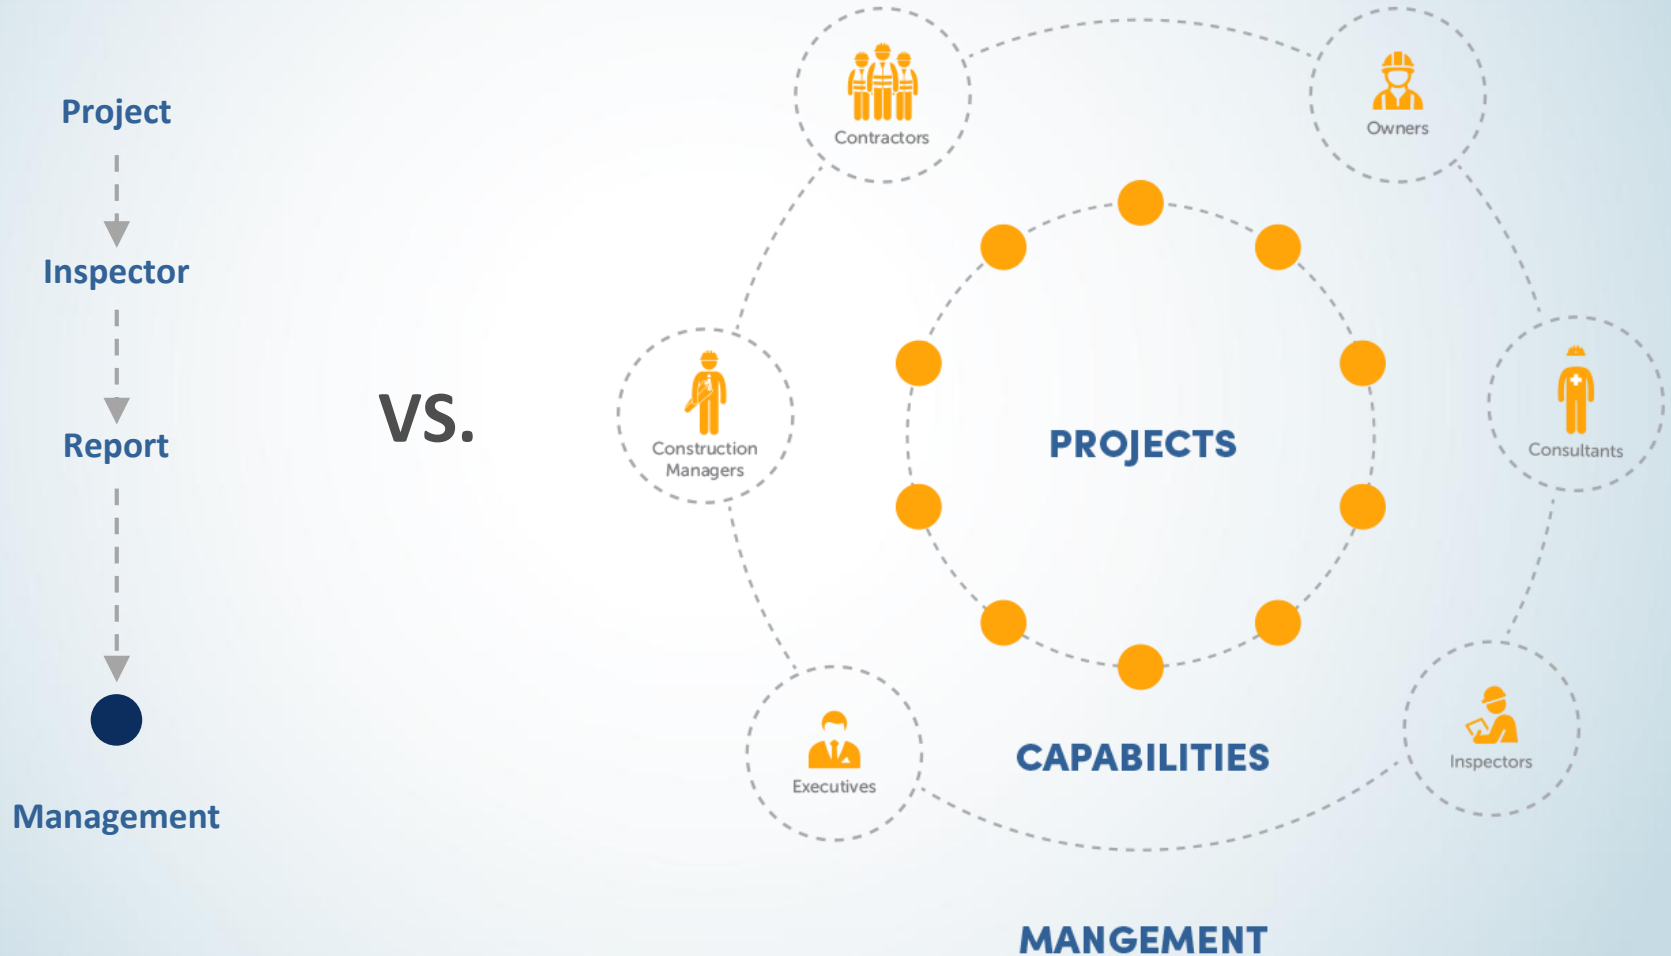 Project
Inspector
Report
Management
VS.
Contractors
Owners
Construction
Managers
Consultants
Executives
Inspectors
PROJECTS
CAPABILITIES
MANGEMENT